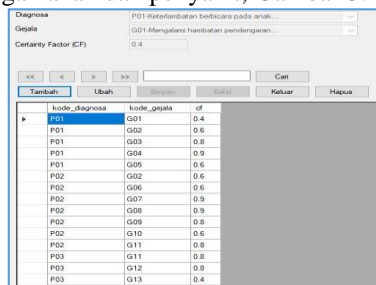 Diagnosa P01-Keterlambatan berbicara pada anak...
Gejala G01-Mengalami hambatan pendengaran...
Certainty Factor (CF) 0.4
<< < > >> Cari
Tambah Ubah Simpan Batal Keluar Hapus
kode_diagnosa kode_gejala cf
P01 G01 0.4
P01 G02 0.6
P01 G03 0.8
P01 G04 0.9
P01 G05 0.6
P02 G02 0.6
P02 G06 0.6
P02 G07 0.9
P02 G08 0.9
P02 G09 0.8
P02 G10 0.6
P02 G11 0.8
P03 G11 0.8
P03 G12 0.8
P03 G13 0.4